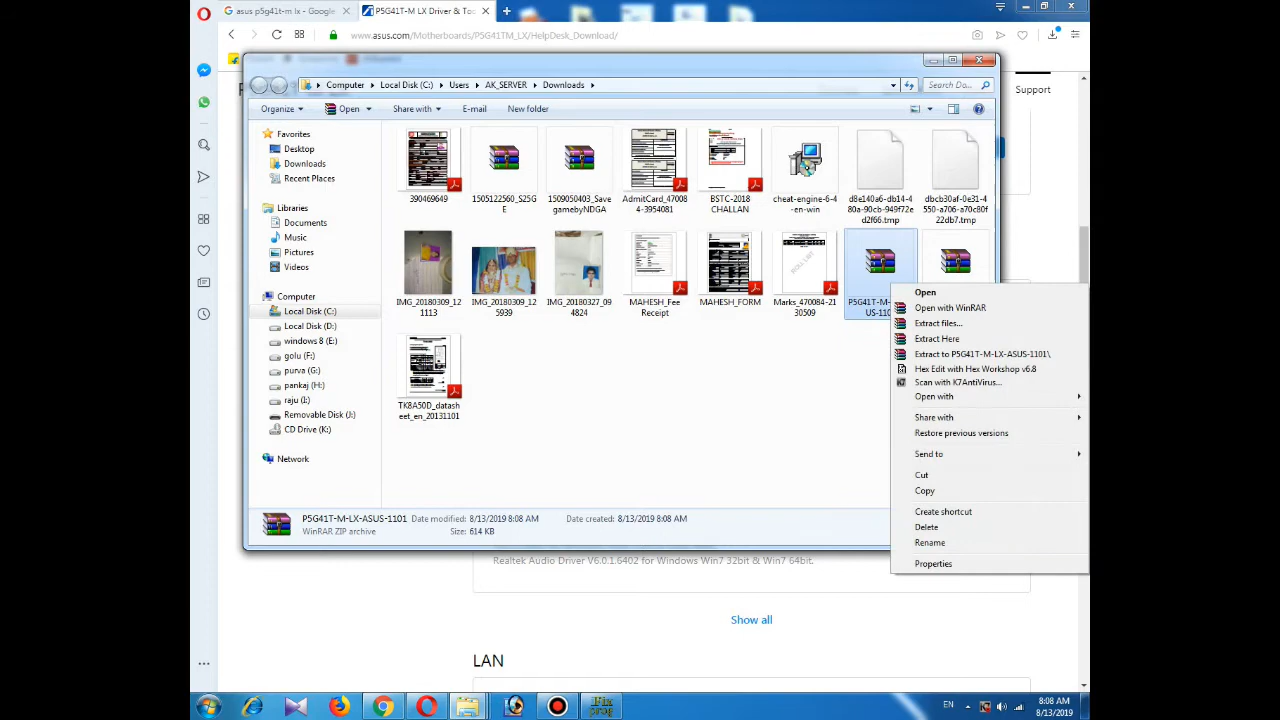 asus p5g41t-m lx - Google
P5G41T-M LX Driver & Too
www.asus.com/Motherboards/P5G41TM_LX/HelpDesk_Download/
Support
Computer
Local Disk (C:)
Users
AK_SERVER
Downloads
Search Do...
Organize
Open
Share with
E-mail
New folder
Favorites
Desktop
Downloads
Recent Places
Libraries
Documents
Music
Pictures
Videos
Computer
Local Disk (C:)
Local Disk (D:)
windows 8 (E:)
golu (F:)
purva (G:)
pankaj (H:)
raju (I:)
Removable Disk (J:)
CD Drive (K:)
Network
390469649
1505122560_S25G
E
1509050403_Save
gamebyNDGA
AdmitCard_47008
4-3954081
BSTC-2018
CHALLAN
cheat-engine-6-4
-en-win
d8e140a6-db14-4
80a-90cb-949f72e
d2f66.tmp
dbcb30af-0e31-4
550-a706-a70c80f
22db7.tmp
IMG_20180309_12
1113
IMG_20180309_12
5939
IMG_20180327_09
4824
MAHESH_Fee
Receipt
MAHESH_FORM
Marks_470084-21
30509
P5G41T-M-
US-110
TK8A50D_datash
eet_en_20131101
Open
Open with WinRAR
Extract files...
Extract Here
Extract to P5G41T-M-LX-ASUS-1101\
Hex Edit with Hex Workshop v6.8
Scan with K7AntiVirus...
Open with
Share with
Restore previous versions
Send to
Cut
Copy
Create shortcut
Delete
Rename
Properties
P5G41T-M-LX-ASUS-1101 Date modified: 8/13/2019 8:08 AM Date created: 8/13/2019 8:08 AM
WinRAR ZIP archive Size: 614 KB
Realtek Audio Driver V6.0.1.6402 for Windows Win7 32bit & Win7 64bit.
Show all
LAN
EN
8:08 AM
8/13/2019